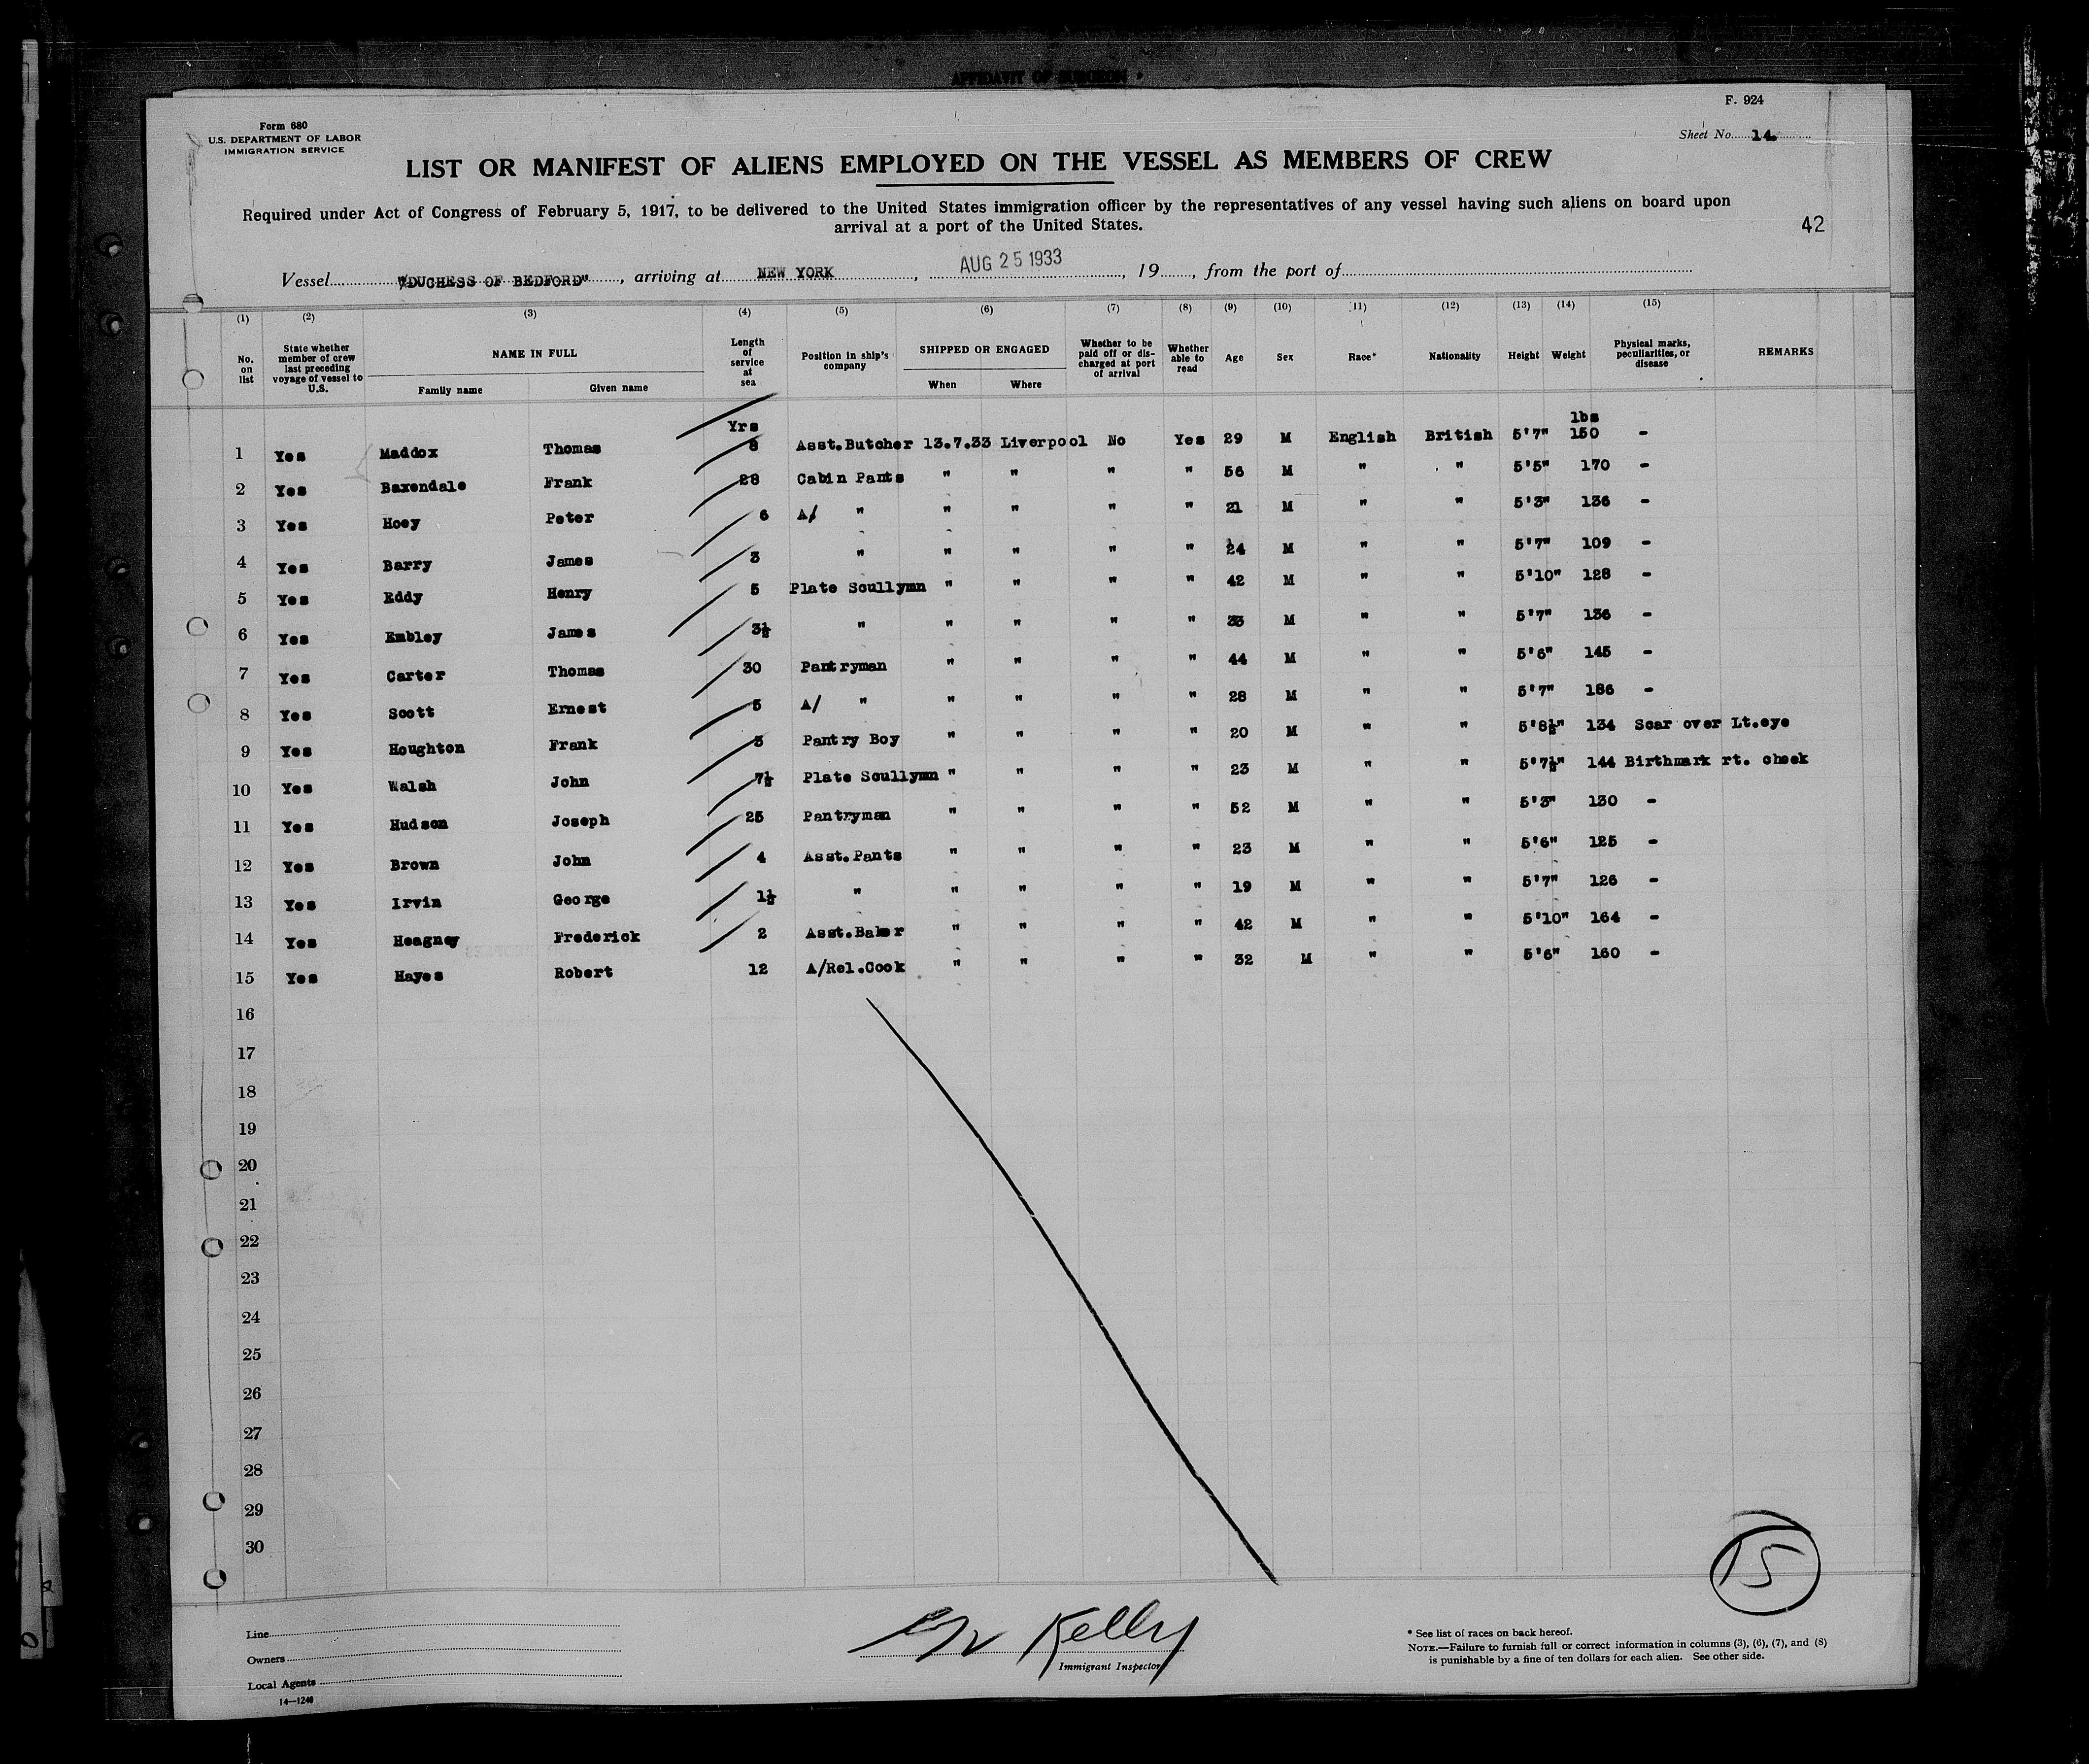 AFFIDAVIT OF SURGEON
F. 924
Form 680
U.S. DEPARTMENT OF LABOR
IMMIGRATION SERVICE
Sheet No. 14
LIST OR MANIFEST OF ALIENS EMPLOYED ON THE VESSEL AS MEMBERS OF CREW
Required under Act of Congress of February 5, 1917, to be delivered to the United States immigration officer by the representatives of any vessel having such aliens on board upon
arrival at a port of the United States.
42
Vessel "DUCHESS OF BEDFORD", arriving at NEW YORK, AUG 25 1933, 19, from the port of
(1) (2) (3) (4) (5) (6) (7) (8) (9) (10) (11) (12) (13) (14) (15)
No. on list State whether member of crew last preceding voyage of vessel to U.S. NAME IN FULL Family name Given name Length of service at sea Position in ship's company SHIPPED OR ENGAGED When Where Whether to be paid off or discharged at port of arrival Whether able to read Age Sex Race* Nationality Height Weight Physical marks, peculiarities, or disease REMARKS
Yrs lbs
1 Yes Maddox Thomas 8 Asst.Butcher 13.7.33 Liverpool No Yes 29 M English British 5'7" 150 -
2 Yes Baxendale Frank 28 Cabin Pants " " " " 56 M " " 5'5" 170 -
3 Yes Hoey Peter 6 A/ " " " " " 21 M " " 5'3" 136 -
4 Yes Barry James 3 " " " " " 24 M " " 5'7" 109 -
5 Yes Eddy Henry 5 Plate Scullymn " " " " 42 M " " 5'10" 128 -
6 Yes Embley James 3½ " " " " " 33 M " " 5'7" 136 -
7 Yes Carter Thomas 30 Pantryman " " " " 44 M " " 5'6" 145 -
8 Yes Scott Ernest 5 A/ " " " " " 28 M " " 5'7" 186 -
9 Yes Houghton Frank 3 Pantry Boy " " " " 20 M " " 5'8½" 134 Scar over Lt.eye
10 Yes Walsh John 7½ Plate Scullymn " " " " 23 M " " 5'7½" 144 Birthmark rt. cheek
11 Yes Hudson Joseph 25 Pantryman " " " " 52 M " " 5'3" 130 -
12 Yes Brown John 4 Asst.Pants " " " " 23 M " " 5'6" 125 -
13 Yes Irvin George 1½ " " " " " 19 M " " 5'7" 126 -
14 Yes Heagney Frederick 2 Asst.Baker " " " " 42 M " " 5'10" 164 -
15 Yes Hayes Robert 12 A/Rel.Cook " " " " 32 M " " 5'6" 160 -
16
17
18
19
20
21
22
23
24
25
26
27
28
29
30
15
Line
Owners
Local Agents
14—1240
Kelly
Immigrant Inspector
* See list of races on back hereof.
NOTE.—Failure to furnish full or correct information in columns (3), (6), (7), and (8)
is punishable by a fine of ten dollars for each alien. See other side.